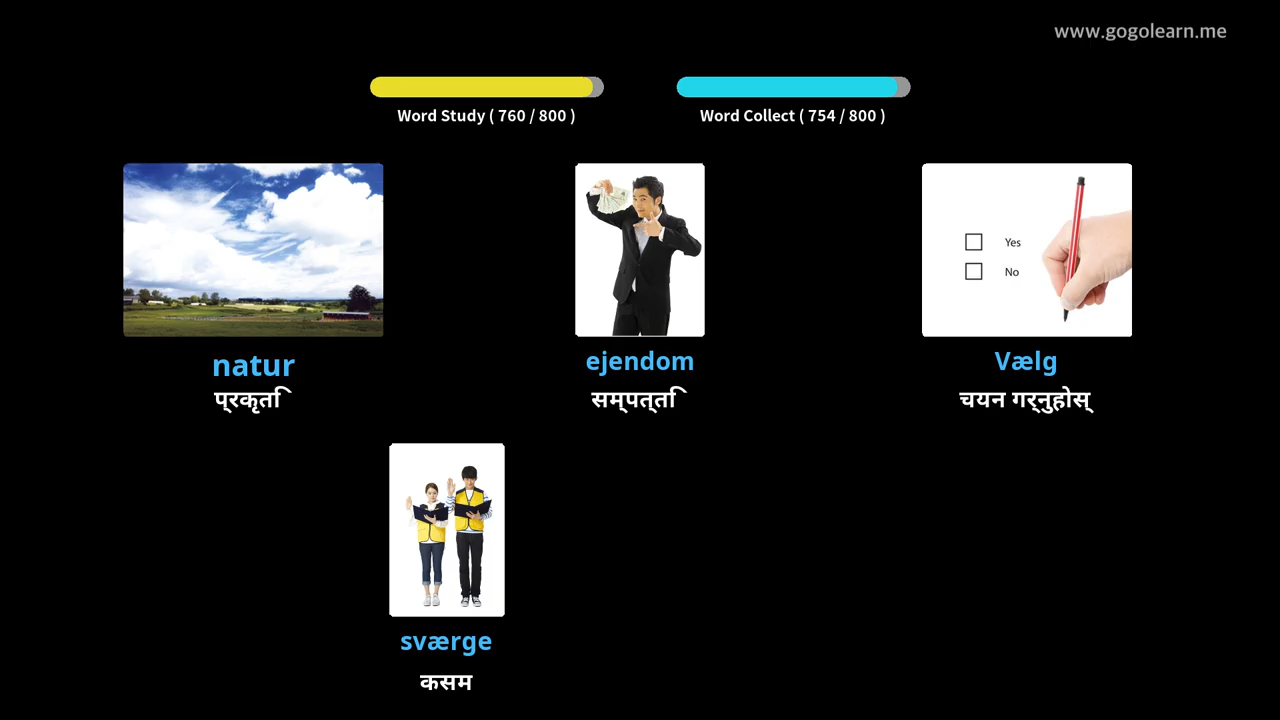 www.gogolearn.me
Word Study ( 760 / 800 )
Word Collect ( 754 / 800 )
Yes
No
natur
ejendom
Vælg
प्रकृति
सम्पत्ति
चयन गर्नुहोस्
sværge
कसम